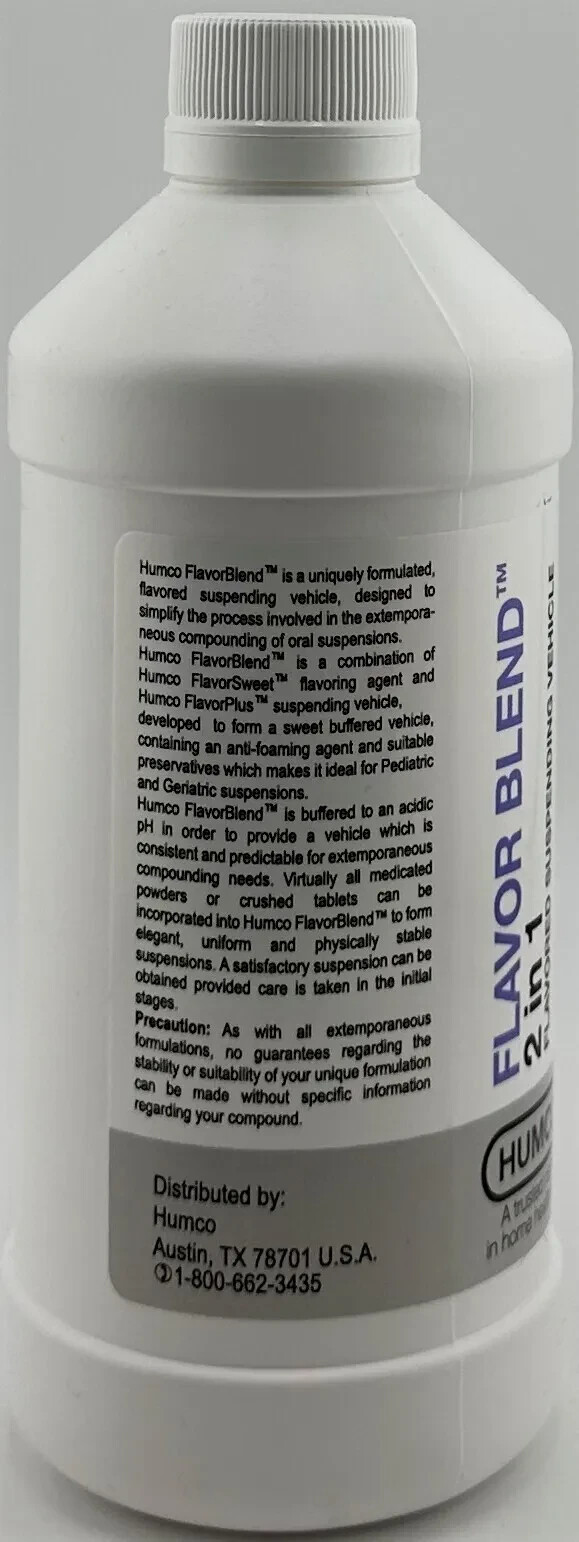 Humco FlavorBlend™ is a uniquely formulated,
flavored suspending vehicle, designed to
simplify the process involved in the extempora-
neous compounding of oral suspensions.
Humco FlavorBlend™ is a combination of
Humco FlavorSweet™ flavoring agent and
Humco FlavorPlus™ suspending vehicle,
developed to form a sweet buffered vehicle,
containing an anti-foaming agent and suitable
preservatives which makes it ideal for Pediatric
and Geriatric suspensions.
Humco FlavorBlend™ is buffered to an acidic
pH in order to provide a vehicle which is
consistent and predictable for extemporaneous
compounding needs. Virtually all medicated
powders or crushed tablets can be
incorporated into Humco FlavorBlend™ to form
elegant, uniform and physically stable
suspensions. A satisfactory suspension can be
obtained provided care is taken in the initial
stages.
Precaution: As with all extemporaneous
formulations, no guarantees regarding the
stability or suitability of your unique formulation
can be made without specific information
regarding your compound.
Distributed by:
Humco
Austin, TX 78701 U.S.A.
1-800-662-3435
FLAVOR BLEND™
2 in 1
FLAVORED SUSPENDING VEHICLE
HUMC
A
in home